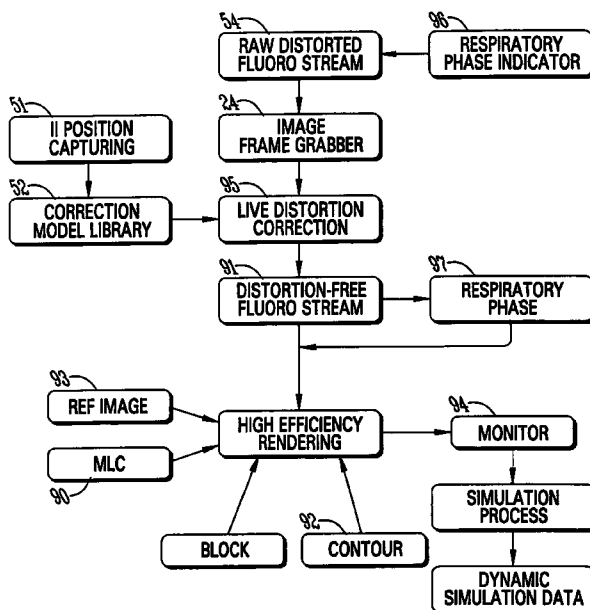 54
RAW DISTORTED
FLUORO STREAM
96
RESPIRATORY
PHASE INDICATOR
51
II POSITION
CAPTURING
24
IMAGE
FRAME GRABBER
52
CORRECTION
MODEL LIBRARY
95
LIVE DISTORTION
CORRECTION
91
DISTORTION-FREE
FLUORO STREAM
97
RESPIRATORY
PHASE
93
REF IMAGE
HIGH EFFICIENCY
RENDERING
94
MONITOR
MLC
90
SIMULATION
PROCESS
BLOCK
92
CONTOUR
DYNAMIC
SIMULATION DATA